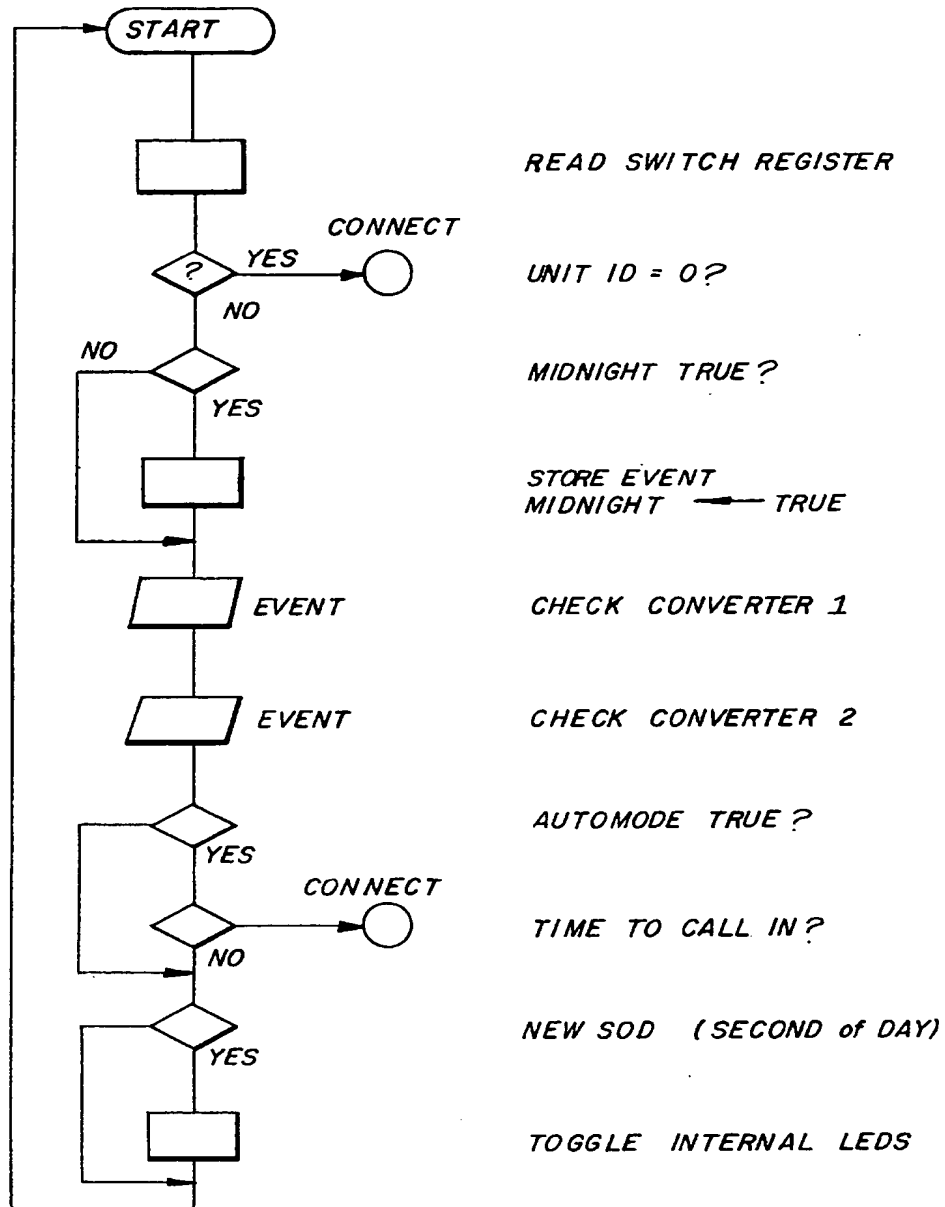 START
READ SWITCH REGISTER
CONNECT
? YES UNIT ID = 0?
NO
NO MIDNIGHT TRUE?
YES
STORE EVENT
MIDNIGHT ← TRUE
EVENT CHECK CONVERTER 1
EVENT CHECK CONVERTER 2
AUTOMODE TRUE?
YES
CONNECT
TIME TO CALL IN?
NO
NEW SOD (SECOND of DAY)
YES
TOGGLE INTERNAL LEDS